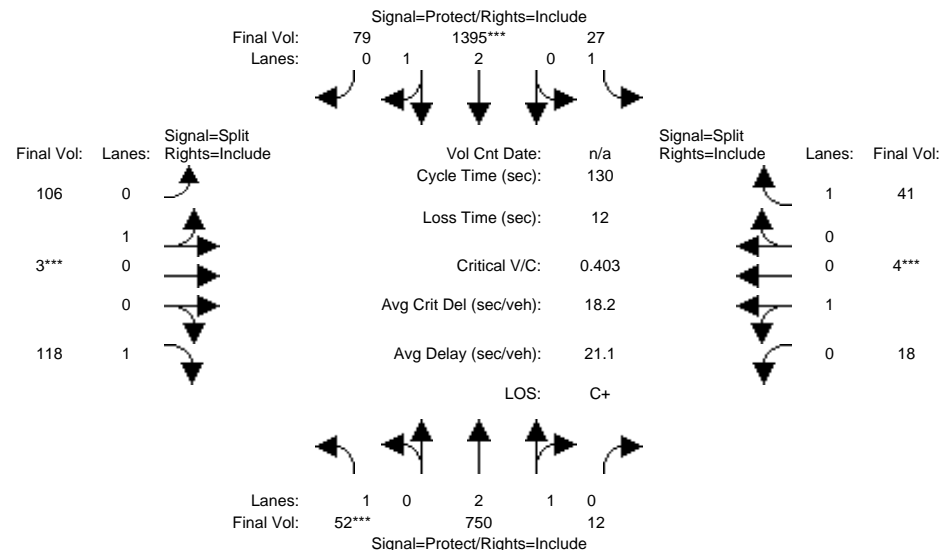 Signal=Protect/Rights=Include
Final Vol: 79 1395*** 27
Lanes: 0 1 2 0 1
Signal=Split Signal=Split
Final Vol: Lanes: Rights=Include Vol Cnt Date: n/a Rights=Include Lanes: Final Vol:
Cycle Time (sec): 130
106 0 1 41
Loss Time (sec): 12
1 0
3*** 0 Critical V/C: 0.403 0 4***
0 Avg Crit Del (sec/veh): 18.2 1
118 1 Avg Delay (sec/veh): 21.1 0 18
LOS: C+
Lanes: 1 0 2 1 0
Final Vol: 52*** 750 12
Signal=Protect/Rights=Include